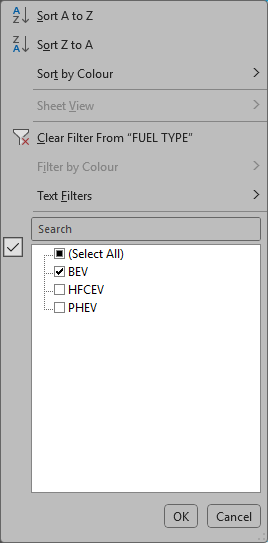 Sort A to Z
Sort Z to A
Sort by Colour
Sheet View
Clear Filter From “FUEL TYPE”
Filter by Colour
Text Filters
Search
(Select All)
BEV
HFCEV
PHEV
OK
Cancel